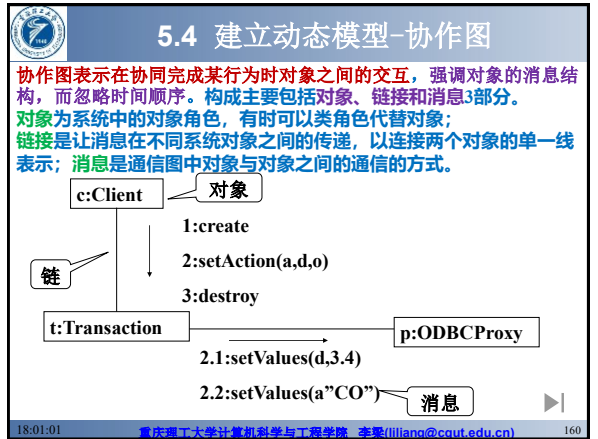 5.4 建立动态模型-协作图
协作图表示在协同完成某行为时对象之间的交互，强调对象的消息结
构，而忽略时间顺序。构成主要包括对象、链接和消息3部分。
对象为系统中的对象角色，有时可以类角色代替对象；
链接是让消息在不同系统对象之间的传递，以连接两个对象的单一线
表示；消息是通信图中对象与对象之间的通信的方式。
c:Client
对象
1:create
2:setAction(a,d,o)
链
3:destroy
t:Transaction
p:ODBCProxy
2.1:setValues(d,3.4)
2.2:setValues(a”CO”)
消息
18:01:01
重庆理工大学计算机科学与工程学院 李梁(liliang@cqut.edu.cn)
160